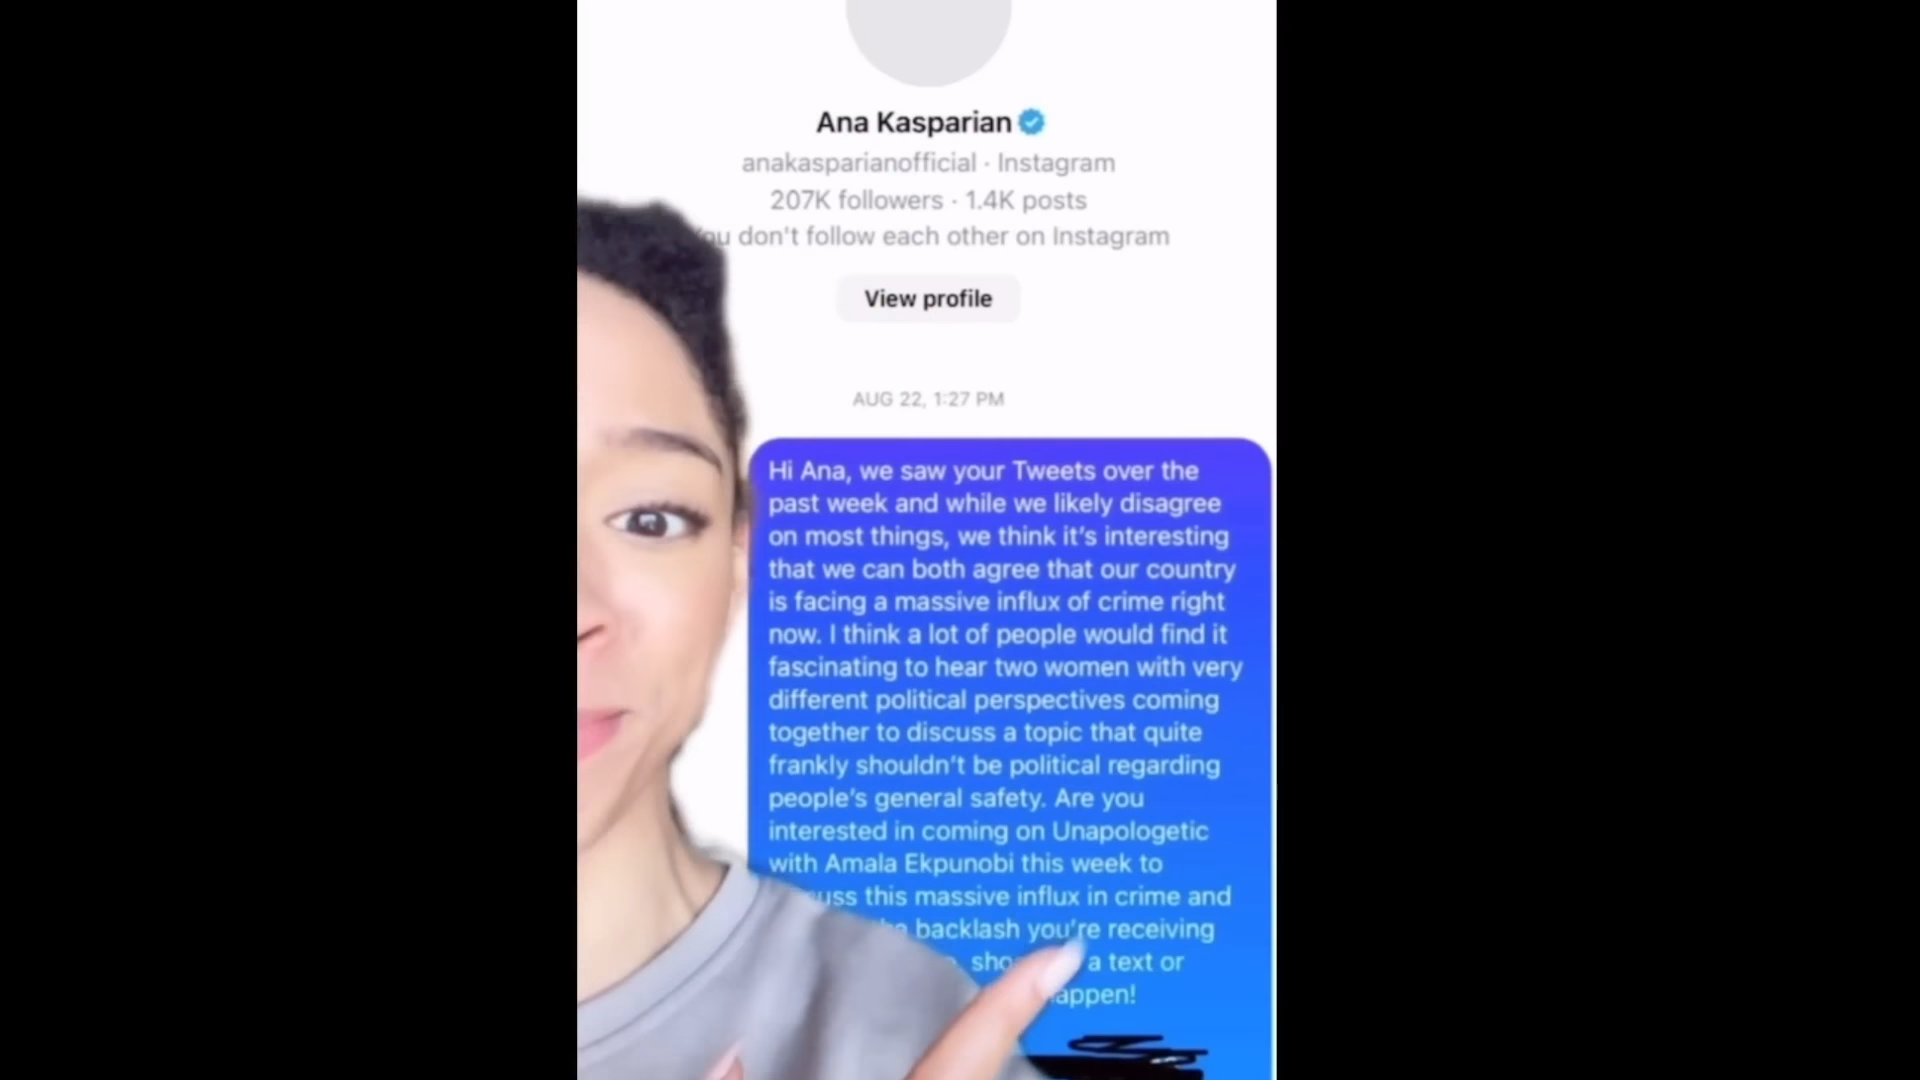 Ana Kasparian
anakasparianofficial · Instagram
207K followers · 1.4K posts
you don't follow each other on Instagram
View profile
AUG 22, 1:27 PM
Hi Ana, we saw your Tweets over the
past week and while we likely disagree
on most things, we think it's interesting
that we can both agree that our country
is facing a massive influx of crime right
now. I think a lot of people would find it
fascinating to hear two women with very
different political perspectives coming
together to discuss a topic that quite
frankly shouldn't be political regarding
people's general safety. Are you
interested in coming on Unapologetic
with Amala Ekpunobi this week to
this massive influx in crime and
backlash you're receiving
a text or